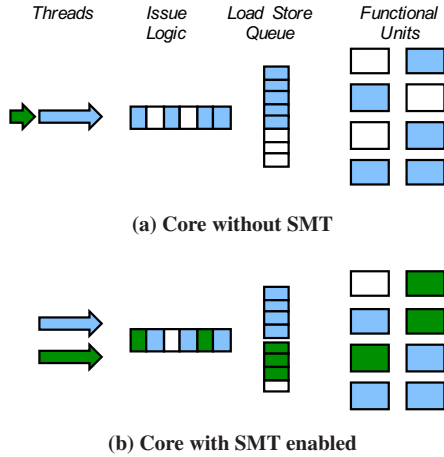 Threads Issue Load Store Functional
Logic Queue Units
(a) Core without SMT
(b) Core with SMT enabled